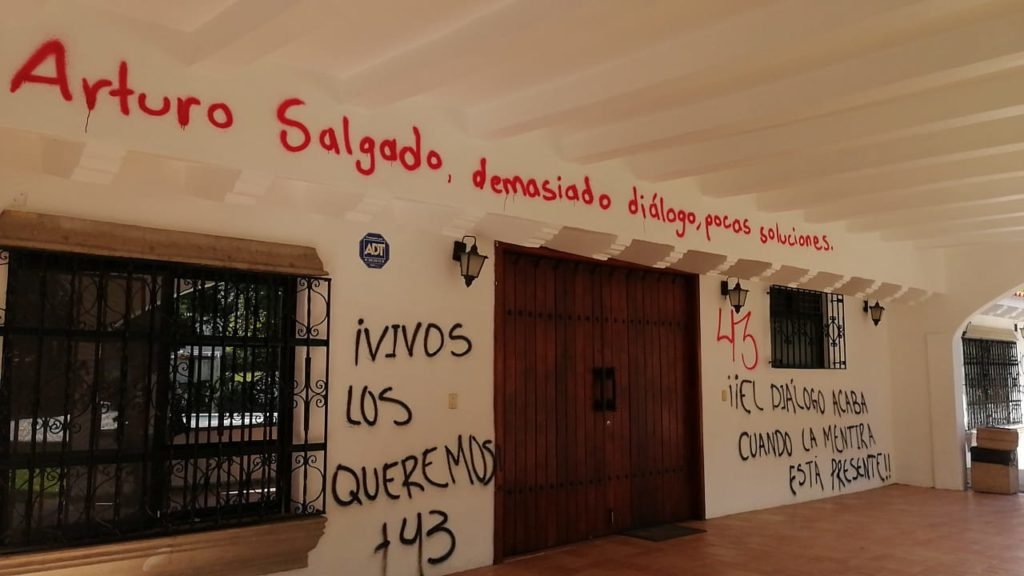 Arturo Salgado, demasiado diálogo, pocas soluciones.
ADT
¡VIVOS
LOS
QUEREMOS
+43
43
¡¡EL DIÁLOGO ACABA
CUANDO LA MENTIRA
ESTÁ PRESENTE!!